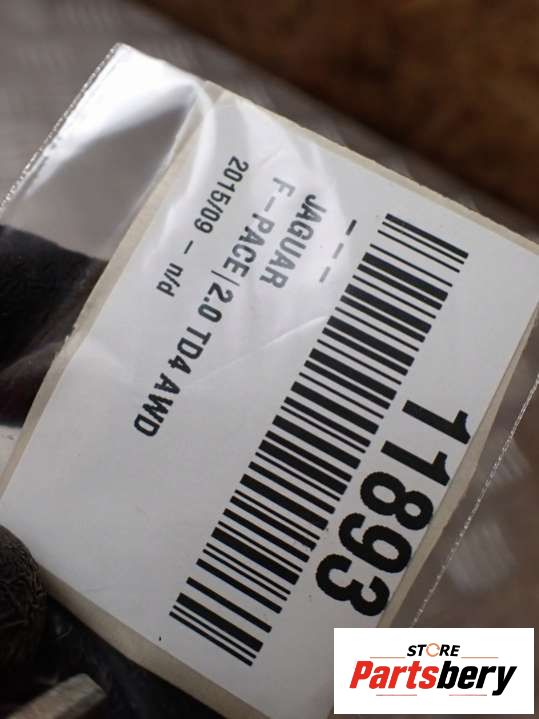 11893
---
JAGUAR
F-PACE | 2.0 TD4 AWD
2015/09 - n/d
STORE
Partsbery